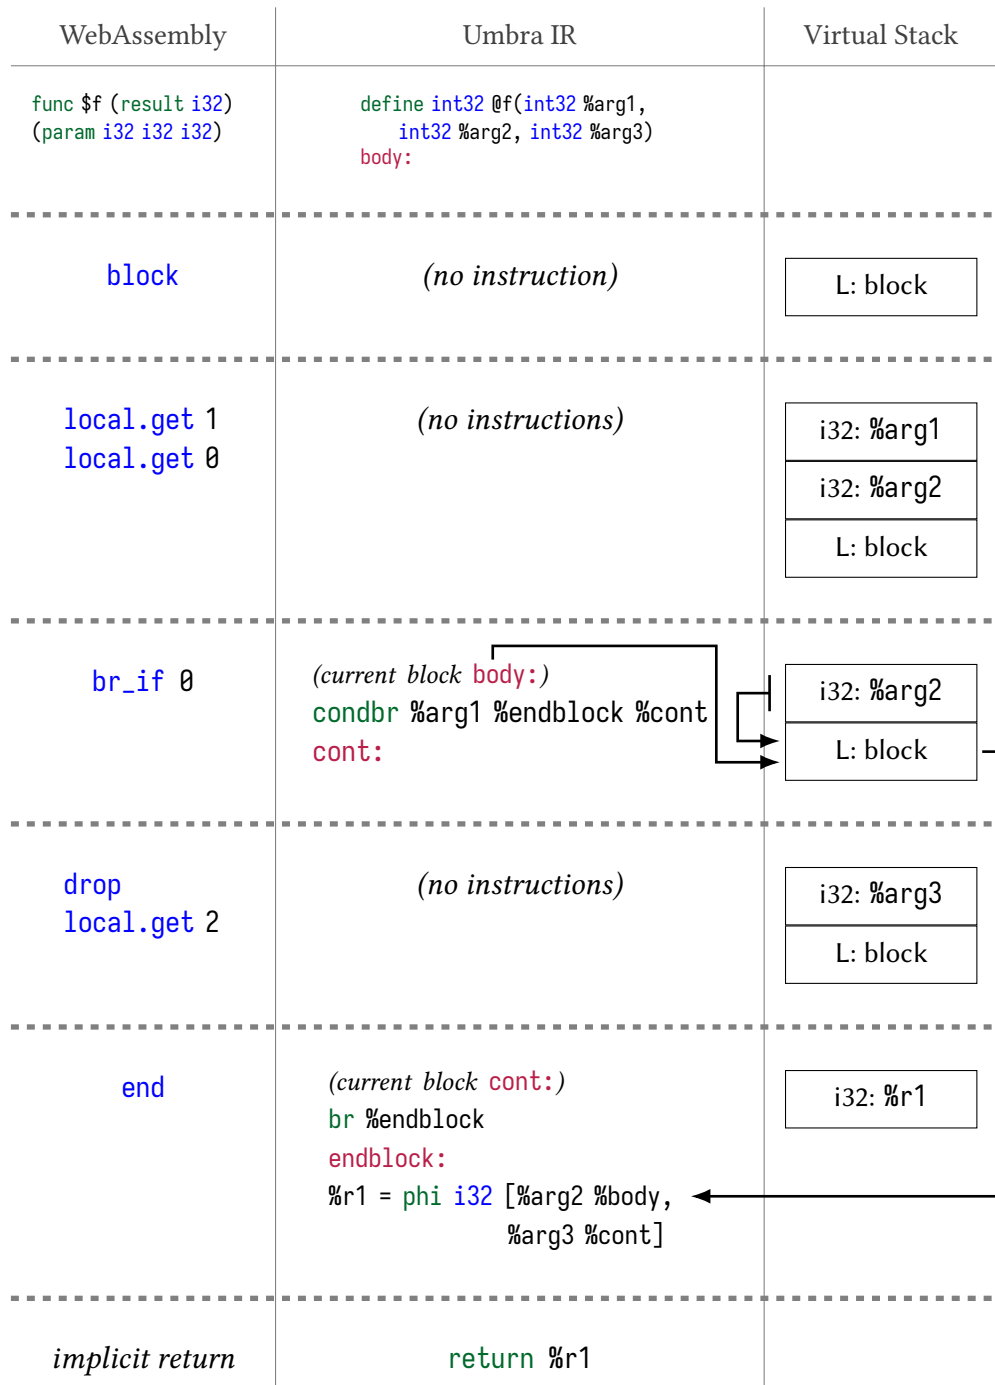 WebAssembly Umbra IR Virtual Stack
func $f (result i32)
(param i32 i32 i32)
define int32 @f(int32 %arg1,
int32 %arg2, int32 %arg3)
body:
block
(no instruction)
L: block
local.get 1
local.get 0
(no instructions)
i32: %arg1
i32: %arg2
L: block
br_if 0
(current block body:)
condbr %arg1 %endblock %cont
cont:
i32: %arg2
L: block
drop
local.get 2
(no instructions)
i32: %arg3
L: block
end
(current block cont:)
br %endblock
endblock:
%r1 = phi i32 [%arg2 %body,
%arg3 %cont]
i32: %r1
implicit return
return %r1